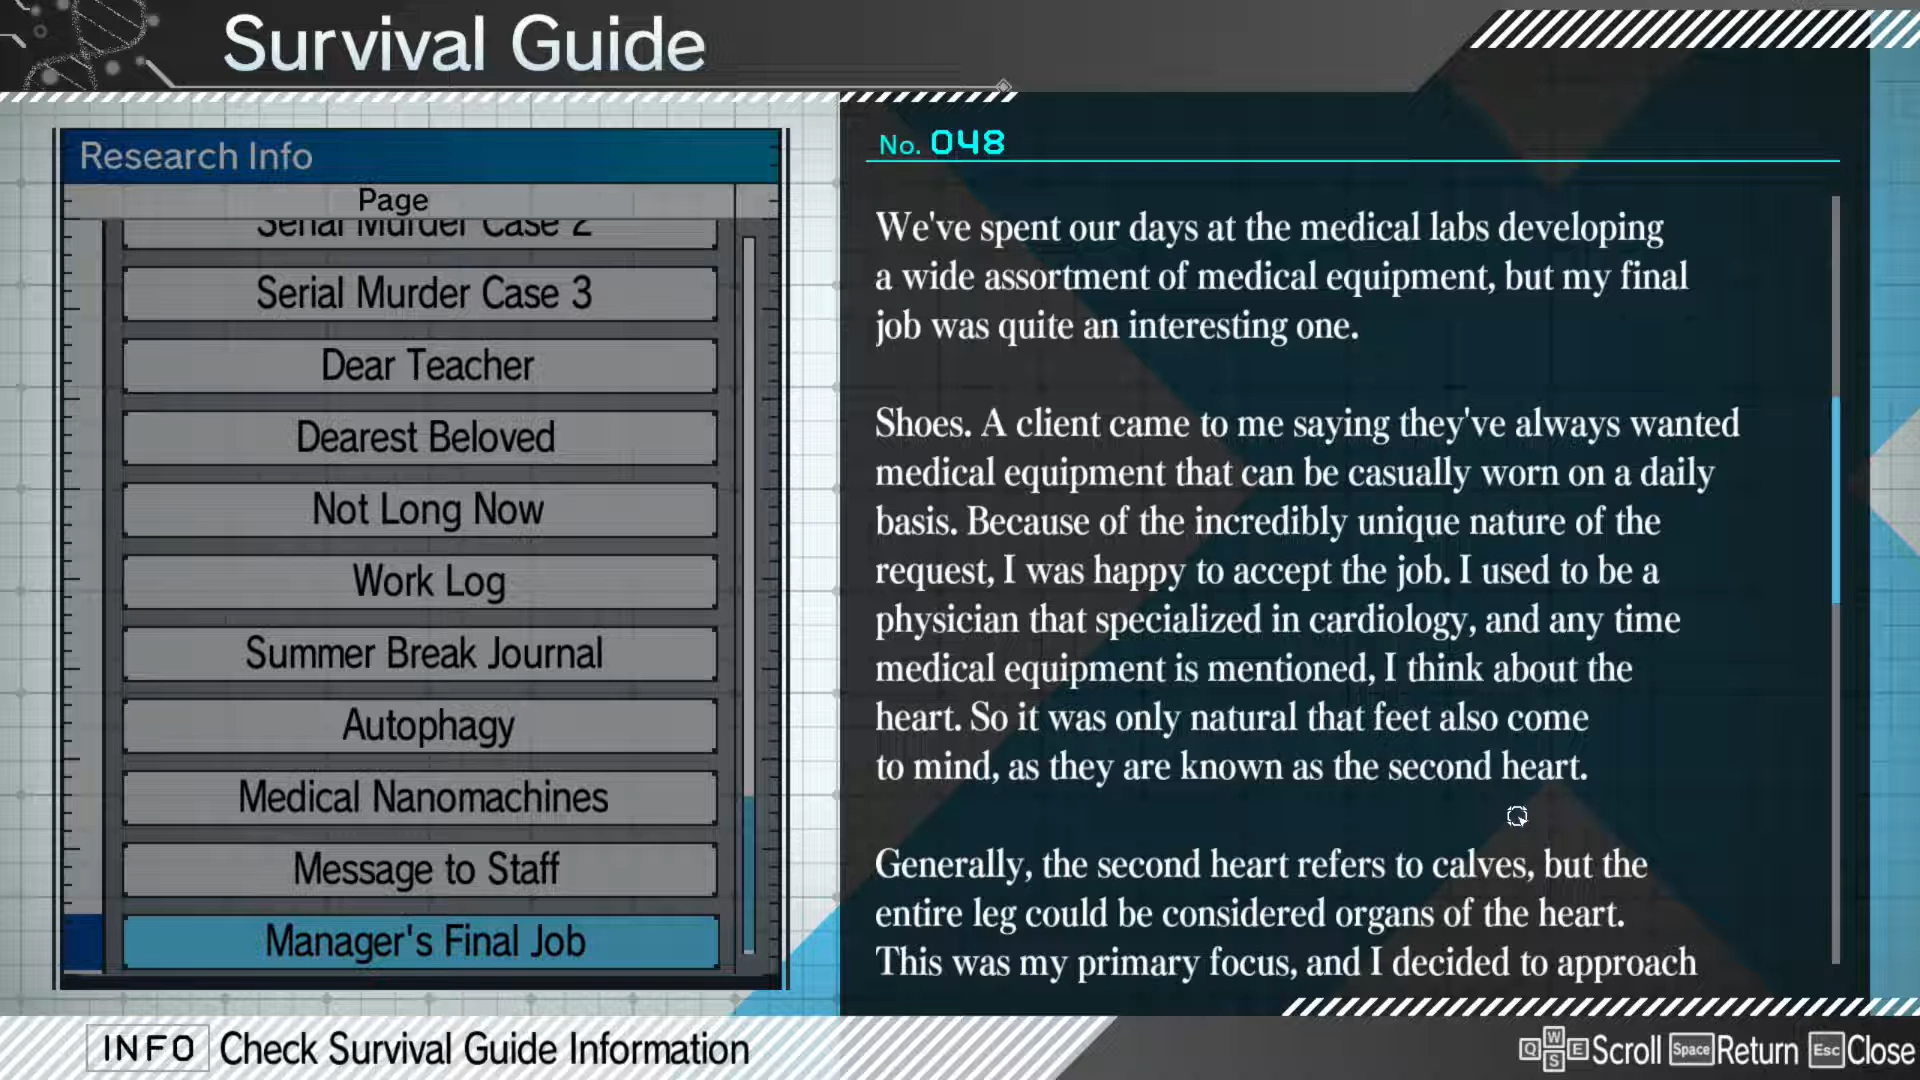 Survival Guide
Research Info
Page
Serial Murder Case 2
Serial Murder Case 3
Dear Teacher
Dearest Beloved
Not Long Now
Work Log
Summer Break Journal
Autophagy
Medical Nanomachines
Message to Staff
Manager's Final Job
No. 048
We've spent our days at the medical labs developing
a wide assortment of medical equipment, but my final
job was quite an interesting one.
Shoes. A client came to me saying they've always wanted
medical equipment that can be casually worn on a daily
basis. Because of the incredibly unique nature of the
request, I was happy to accept the job. I used to be a
physician that specialized in cardiology, and any time
medical equipment is mentioned, I think about the
heart. So it was only natural that feet also come
to mind, as they are known as the second heart.
Generally, the second heart refers to calves, but the
entire leg could be considered organs of the heart.
This was my primary focus, and I decided to approach
INFO Check Survival Guide Information
Q W S E Scroll Space Return Esc Close